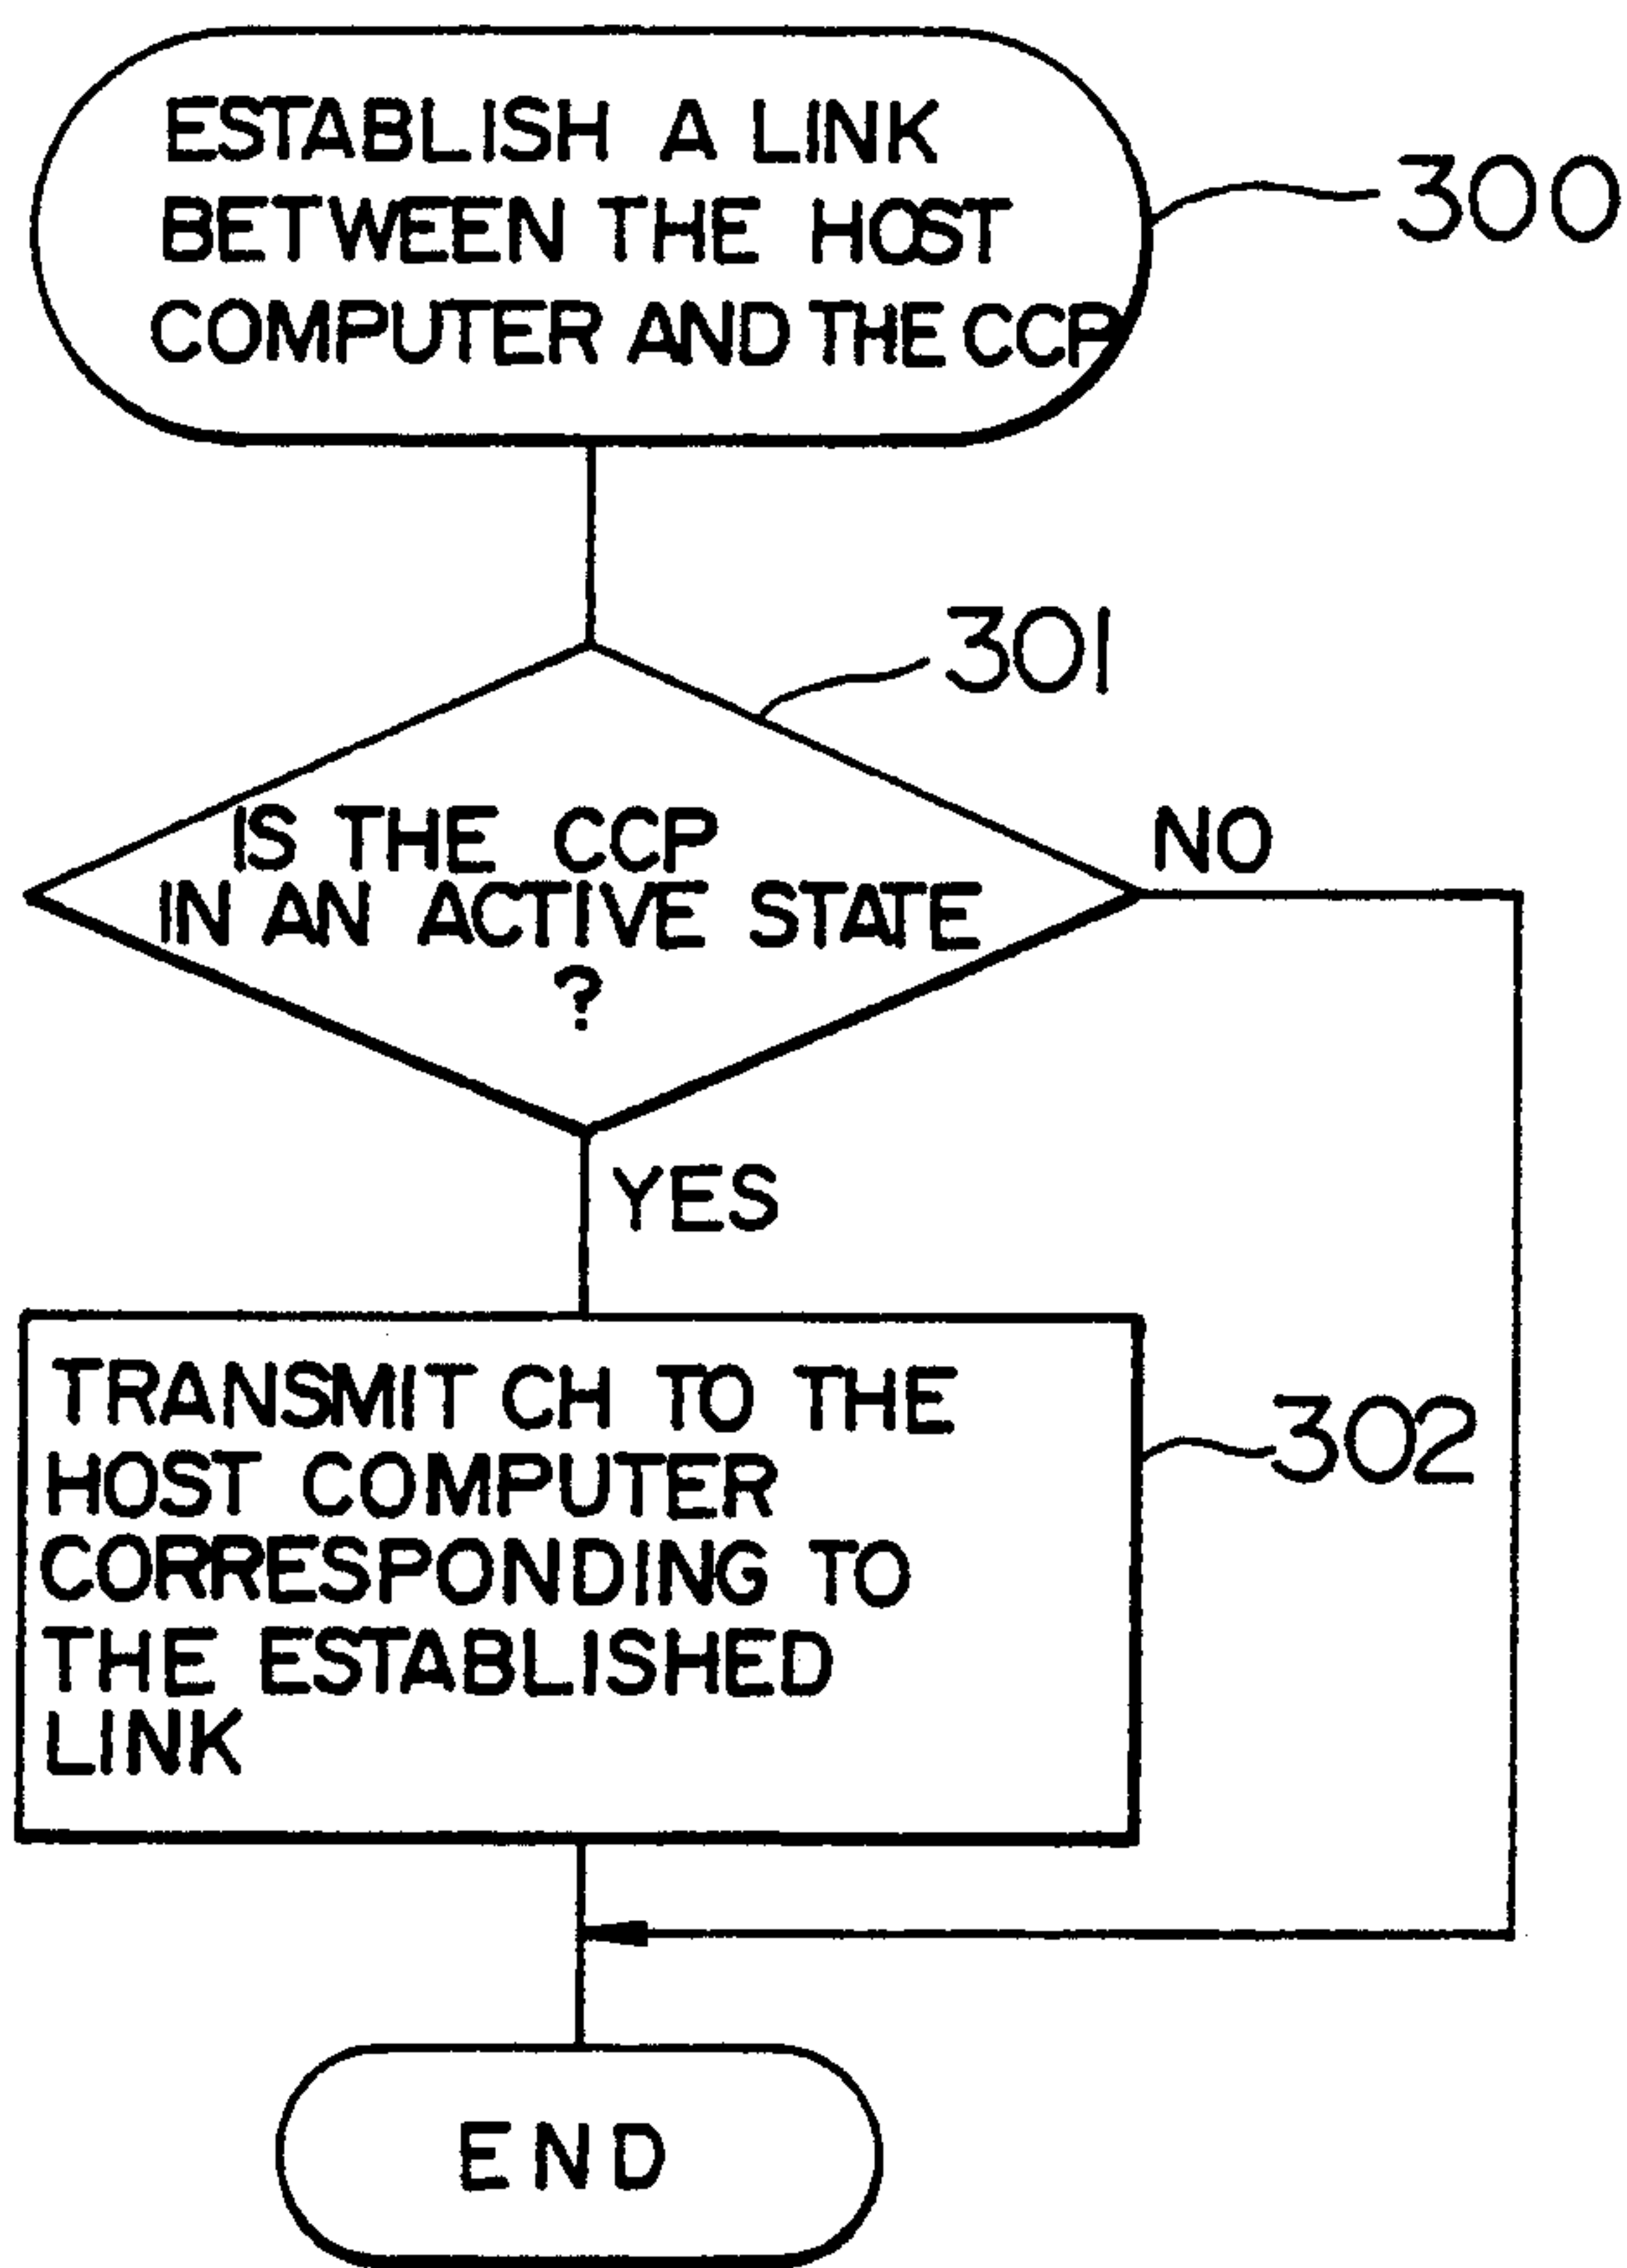 ESTABLISH A LINK
BETWEEN THE HOST
COMPUTER AND THE CCP
300
301
IS THE CCP
IN AN ACTIVE STATE
?
NO
YES
TRANSMIT CH TO THE
HOST COMPUTER
CORRESPONDING TO
THE ESTABLISHED
LINK
302
END